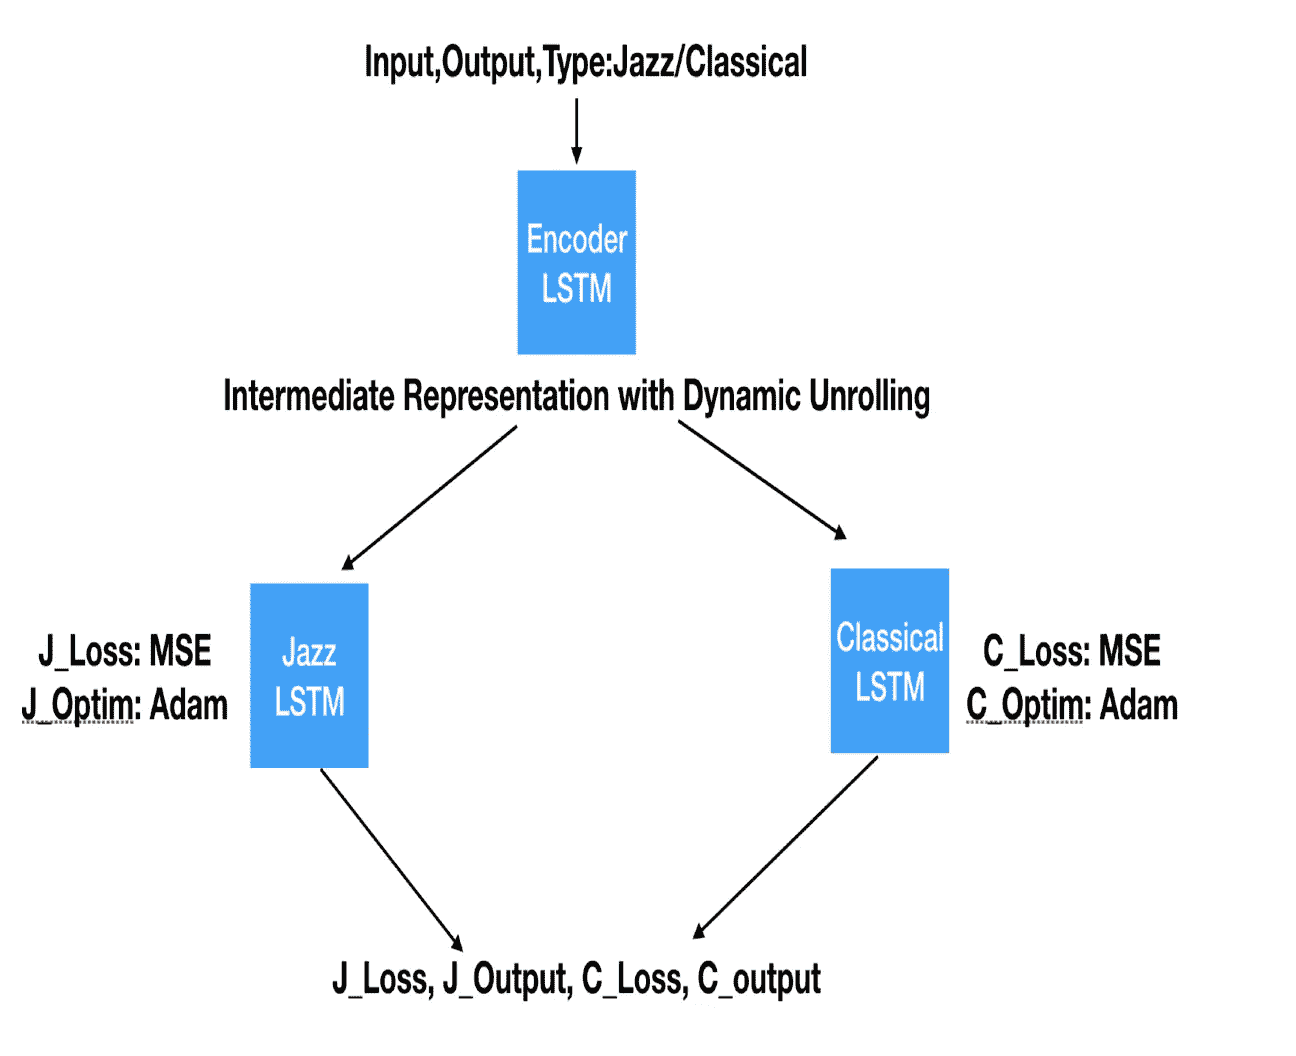 Input,Output,Type:Jazz/Classical
Encoder
LSTM
Intermediate Representation with Dynamic Unrolling
J_Loss: MSE
J_Optim: Adam
Jazz
LSTM
Classical
LSTM
C_Loss: MSE
C_Optim: Adam
J_Loss, J_Output, C_Loss, C_output